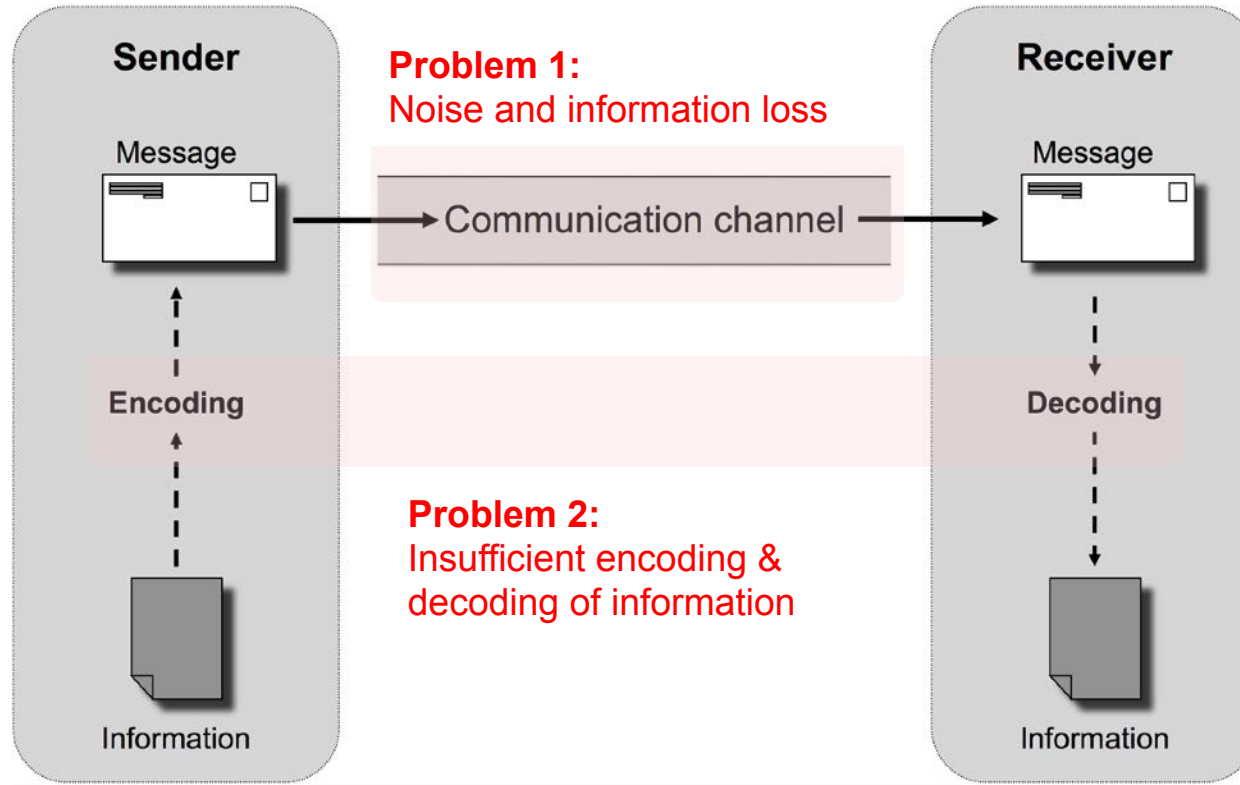 Sender
Problem 1:
Noise and information loss
Receiver
Message
Message
Communication channel
Encoding
Decoding
Problem 2:
Insufficient encoding &
decoding of information
Information
Information